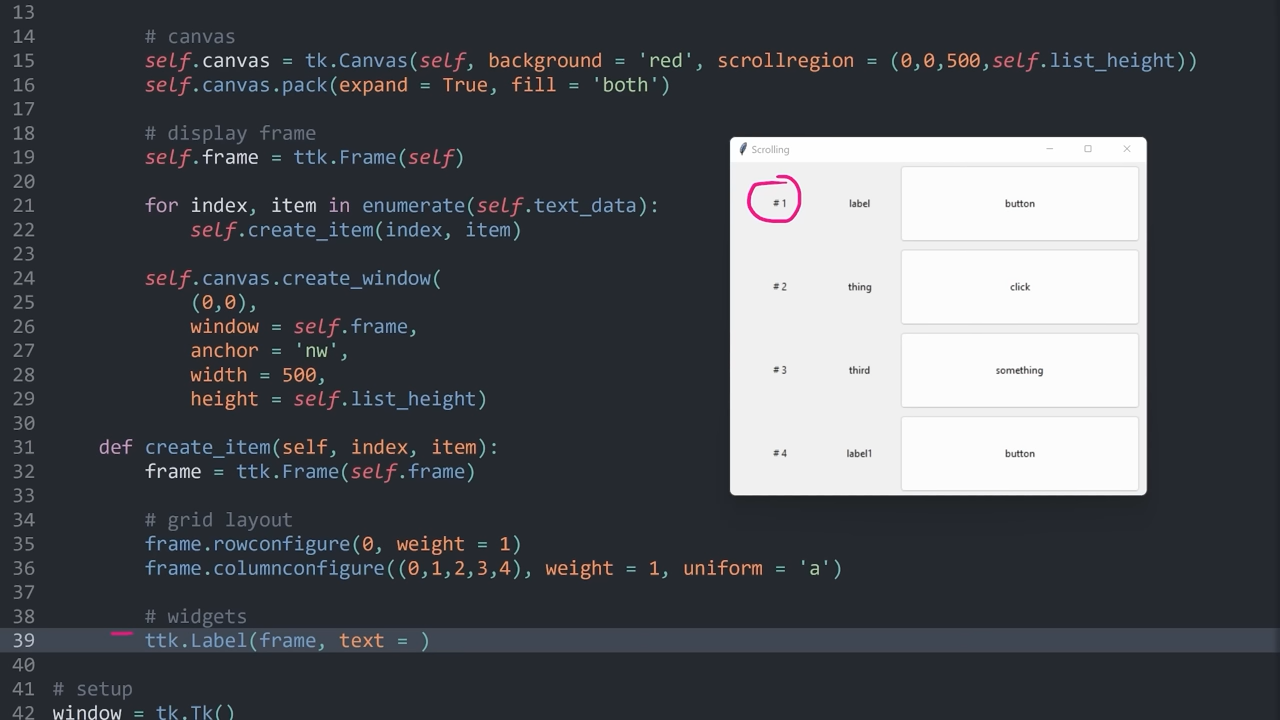 13
14 # canvas
15 self.canvas = tk.Canvas(self, background = 'red', scrollregion = (0,0,500,self.list_height))
16 self.canvas.pack(expand = True, fill = 'both')
17
18 # display frame
19 self.frame = ttk.Frame(self)
20
21 for index, item in enumerate(self.text_data):
22 self.create_item(index, item)
23
24 self.canvas.create_window(
25 (0,0),
26 window = self.frame,
27 anchor = 'nw',
28 width = 500,
29 height = self.list_height)
30
31 def create_item(self, index, item):
32 frame = ttk.Frame(self.frame)
33
34 # grid layout
35 frame.rowconfigure(0, weight = 1)
36 frame.columnconfigure((0,1,2,3,4), weight = 1, uniform = 'a')
37
38 # widgets
39 ttk.Label(frame, text = )
40
41 # setup
42 window = tk.Tk()
Scrolling
# 1 label button
# 2 thing click
# 3 third something
# 4 label1 button